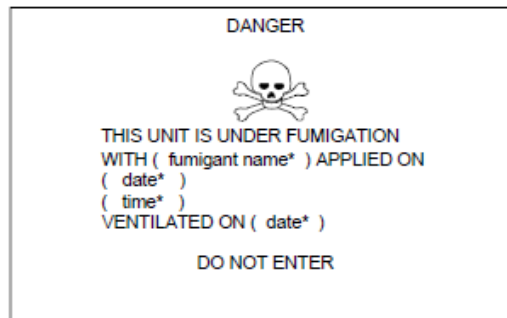 DANGER
THIS UNIT IS UNDER FUMIGATION
WITH ( fumigant name* ) APPLIED ON
( date* )
( time* )
VENTILATED ON ( date* )
DO NOT ENTER